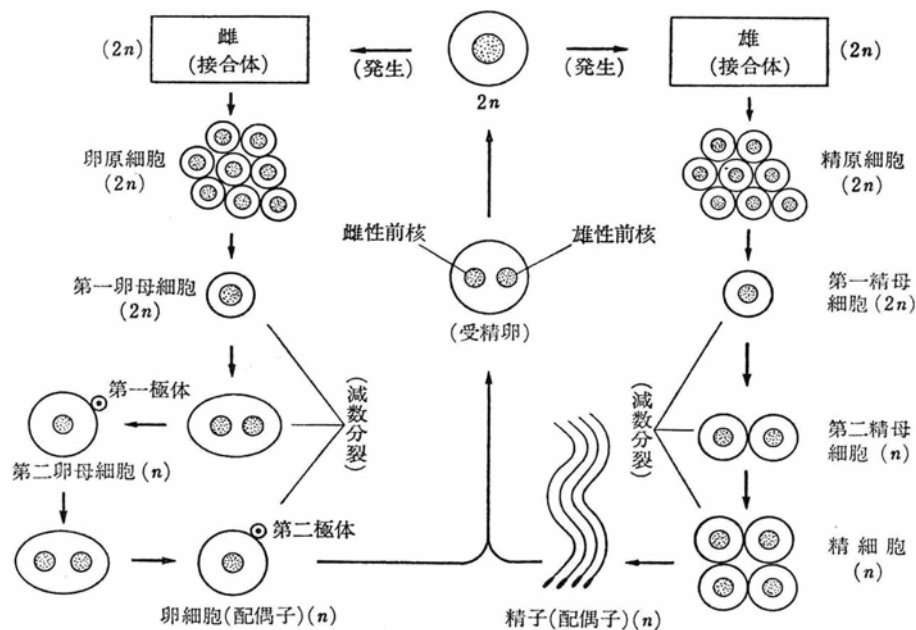 雌
(接合体)
(2n)
(発生)
2n
(発生)
雄
(接合体)
(2n)
卵原細胞
(2n)
精原細胞
(2n)
雌性前核
雄性前核
(受精卵)
第一卵母細胞
(2n)
第一精母
細胞(2n)
第一極体
(減数分裂)
(減数分裂)
第二卵母細胞(n)
第二精母
細胞(n)
第二極体
卵細胞(配偶子)(n)
精子(配偶子)(n)
精細胞
(n)